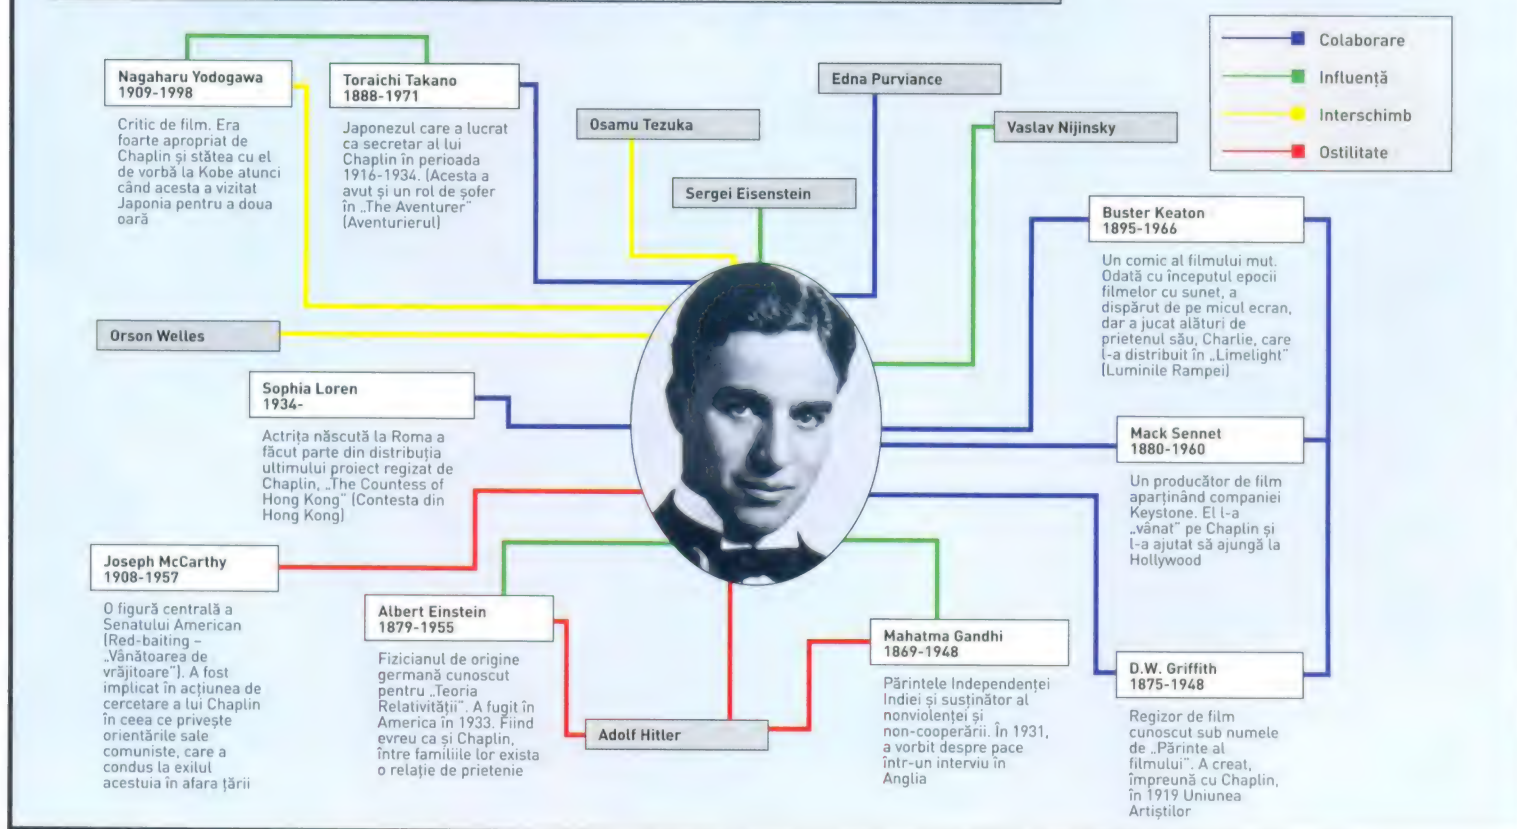 Colaborare
Influență
Interschimb
Ostilitate
Nagaharu Yodogawa
1909-1998
Critic de film. Era
foarte apropriat de
Chaplin și stătea cu el
de vorbă la Kobe atunci
când acesta a vizitat
Japonia pentru a doua
oară
Toraichi Takano
1888-1971
Japonezul care a lucrat
ca secretar al lui
Chaplin în perioada
1916-1934. (Acesta a
avut și un rol de șofer
în „The Aventurer”
(Aventurierul)
Osamu Tezuka
Edna Purviance
Vaslav Nijinsky
Sergei Eisenstein
Buster Keaton
1895-1966
Un comic al filmului mut.
Odată cu începutul epocii
filmelor cu sunet, a
dispărut de pe micul ecran,
dar a jucat alături de
prietenul său, Charlie, care
l-a distribuit în „Limelight”
(Luminile Rampei)
Orson Welles
Sophia Loren
1934-
Actrița născută la Roma a
făcut parte din distribuția
ultimului proiect regizat de
Chaplin, „The Countess of
Hong Kong” (Contesta din
Hong Kong)
Mack Sennet
1880-1960
Un producător de film
aparținând companiei
Keystone. El l-a
„vânat” pe Chaplin și
l-a ajutat să ajungă la
Hollywood
Joseph McCarthy
1908-1957
O figură centrală a
Senatului American
(Red-baiting –
„Vânătoarea de
vrăjitoare”). A fost
implicat în acțiunea de
cercetare a lui Chaplin
în ceea ce privește
orientările sale
comuniste, care a
condus la exilul
acestuia în afara țării
Albert Einstein
1879-1955
Fizicianul de origine
germană cunoscut
pentru „Teoria
Relativității”. A fugit în
America în 1933. Fiind
evreu ca și Chaplin,
între familiile lor exista
o relație de prietenie
Adolf Hitler
Mahatma Gandhi
1869-1948
Părintele Independenței
Indiei și susținător al
nonviolenței și
non-cooperării. În 1931,
a vorbit despre pace
într-un interviu în
Anglia
D.W. Griffith
1875-1948
Regizor de film
cunoscut sub numele
de „Părinte al
filmului”. A creat,
împreună cu Chaplin,
în 1919 Uniunea
Artiștilor